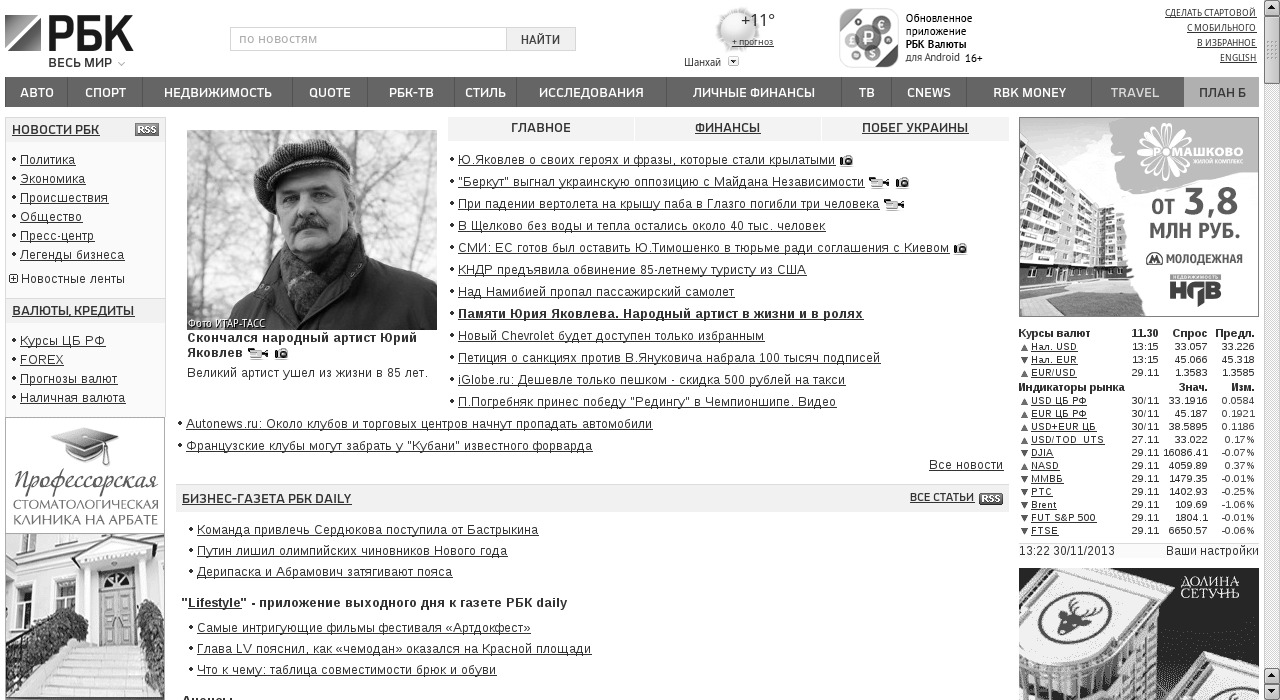 РБК
ВЕСЬ МИР
по новостям
НАЙТИ
+11°
+ прогноз
Шанхай
Обновленное
приложение
РБК Валюты
для Android 16+
СДЕЛАТЬ СТАРТОВОЙ
С МОБИЛЬНОГО
В ИЗБРАННОЕ
ENGLISH
АВТО СПОРТ НЕДВИЖИМОСТЬ QUOTE РБК-ТВ СТИЛЬ ИССЛЕДОВАНИЯ ЛИЧНЫЕ ФИНАНСЫ ТВ CNEWS RBK MONEY TRAVEL ПЛАН Б
НОВОСТИ РБК RSS
Политика
Экономика
Происшествия
Общество
Пресс-центр
Легенды бизнеса
Новостные ленты
ВАЛЮТЫ, КРЕДИТЫ
Курсы ЦБ РФ
FOREX
Прогнозы валют
Наличная валюта
Профессорская
СТОМАТОЛОГИЧЕСКАЯ
КЛИНИКА НА АРБАТЕ
Фото ИТАР-ТАСС
Скончался народный артист Юрий
Яковлев
Великий артист ушел из жизни в 85 лет.
ГЛАВНОЕ ФИНАНСЫ ПОБЕГ УКРАИНЫ
Ю.Яковлев о своих героях и фразы, которые стали крылатыми
"Беркут" выгнал украинскую оппозицию с Майдана Независимости
При падении вертолета на крышу паба в Глазго погибли три человека
В Щелково без воды и тепла остались около 40 тыс. человек
СМИ: ЕС готов был оставить Ю.Тимошенко в тюрьме ради соглашения с Киевом
КНДР предъявила обвинение 85-летнему туристу из США
Над Намибией пропал пассажирский самолет
Памяти Юрия Яковлева. Народный артист в жизни и в ролях
Новый Chevrolet будет доступен только избранным
Петиция о санкциях против В.Януковича набрала 100 тысяч подписей
iGlobe.ru: Дешевле только пешком - скидка 500 рублей на такси
П.Погребняк принес победу "Редингу" в Чемпионшипе. Видео
Autonews.ru: Около клубов и торговых центров начнут пропадать автомобили
Французские клубы могут забрать у "Кубани" известного форварда
Все новости
БИЗНЕС-ГАЗЕТА РБК DAILY ВСЕ СТАТЬИ RSS
Команда привлечь Сердюкова поступила от Бастрыкина
Путин лишил олимпийских чиновников Нового года
Дерипаска и Абрамович затягивают пояса
"Lifestyle" - приложение выходного дня к газете РБК daily
Самые интригующие фильмы фестиваля «Артдокфест»
Глава LV пояснил, как «чемодан» оказался на Красной площади
Что к чему: таблица совместимости брюк и обуви
Анонсы
РОМАШКОВО
ЖИЛОЙ КОМПЛЕКС
ОТ 3,8
МЛН РУБ.
МОЛОДЕЖНАЯ
НЕДВИЖИМОСТЬ
НДВ
Курсы валют 11.30 Спрос Предл.
Нал. USD 13:15 33.057 33.226
Нал. EUR 13:15 45.066 45.318
EUR/USD 29.11 1.3583 1.3585
Индикаторы рынка Знач. Изм.
USD ЦБ РФ 30/11 33.1916 0.0584
EUR ЦБ РФ 30/11 45.187 0.1921
USD+EUR ЦБ 30/11 38.5895 0.1186
USD/TOD_UTS 27.11 33.022 0.17%
DJIA 29.11 16086.41 -0.07%
NASD 29.11 4059.89 0.37%
ММВБ 29.11 1479.35 -0.01%
РТС 29.11 1402.93 -0.25%
Brent 29.11 109.69 -1.06%
FUT S&P 500 29.11 1804.1 -0.01%
FTSE 29.11 6650.57 -0.06%
13:22 30/11/2013 Ваши настройки
ДОЛИНА
СЕТУНЬ